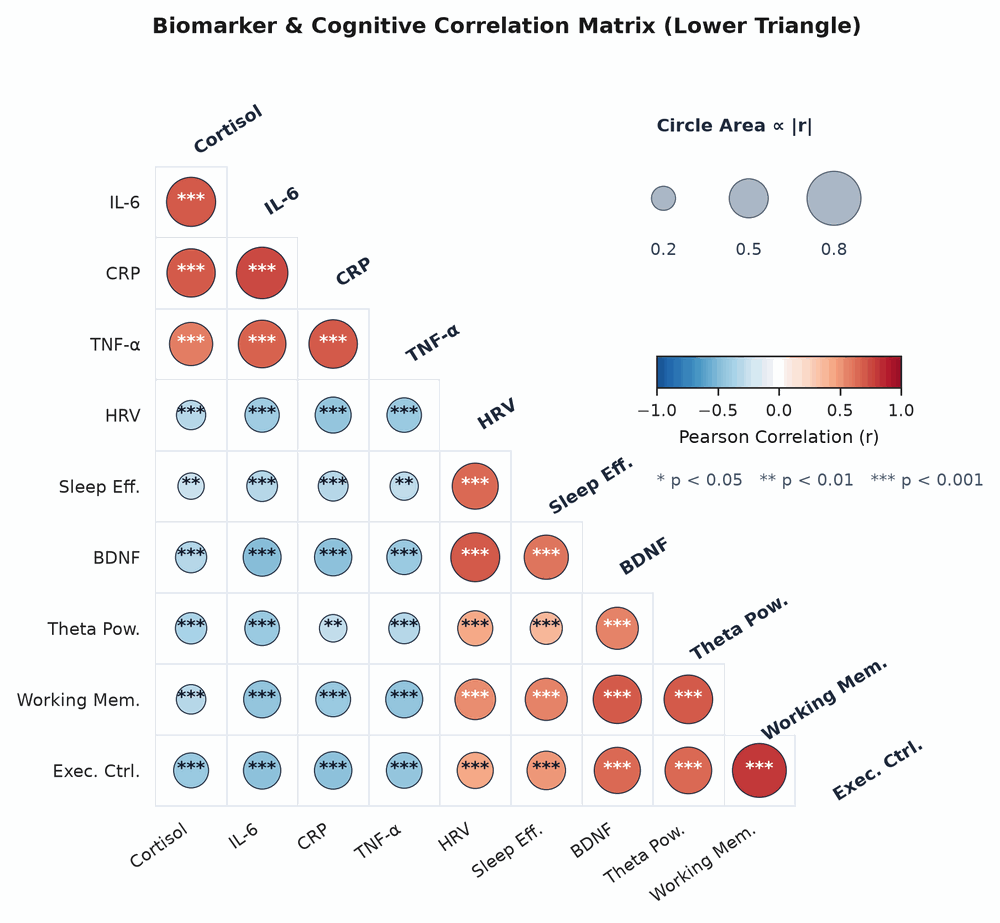 Biomarker & Cognitive Correlation Matrix (Lower Triangle)
Cortisol
Circle Area ∝ |r|
IL-6 *** IL-6
0.2 0.5 0.8
CRP *** *** CRP
TNF-α *** *** *** TNF-α
HRV *** *** *** *** HRV
−1.0 −0.5 0.0 0.5 1.0
Pearson Correlation (r)
Sleep Eff. ** *** *** ** *** Sleep Eff.
* p < 0.05 ** p < 0.01 *** p < 0.001
BDNF *** *** *** *** *** *** BDNF
Theta Pow. *** *** ** *** *** *** *** Theta Pow.
Working Mem. *** *** *** *** *** *** *** *** Working Mem.
Exec. Ctrl. *** *** *** *** *** *** *** *** *** Exec. Ctrl.
Cortisol IL-6 CRP TNF-α HRV Sleep Eff. BDNF Theta Pow. Working Mem.